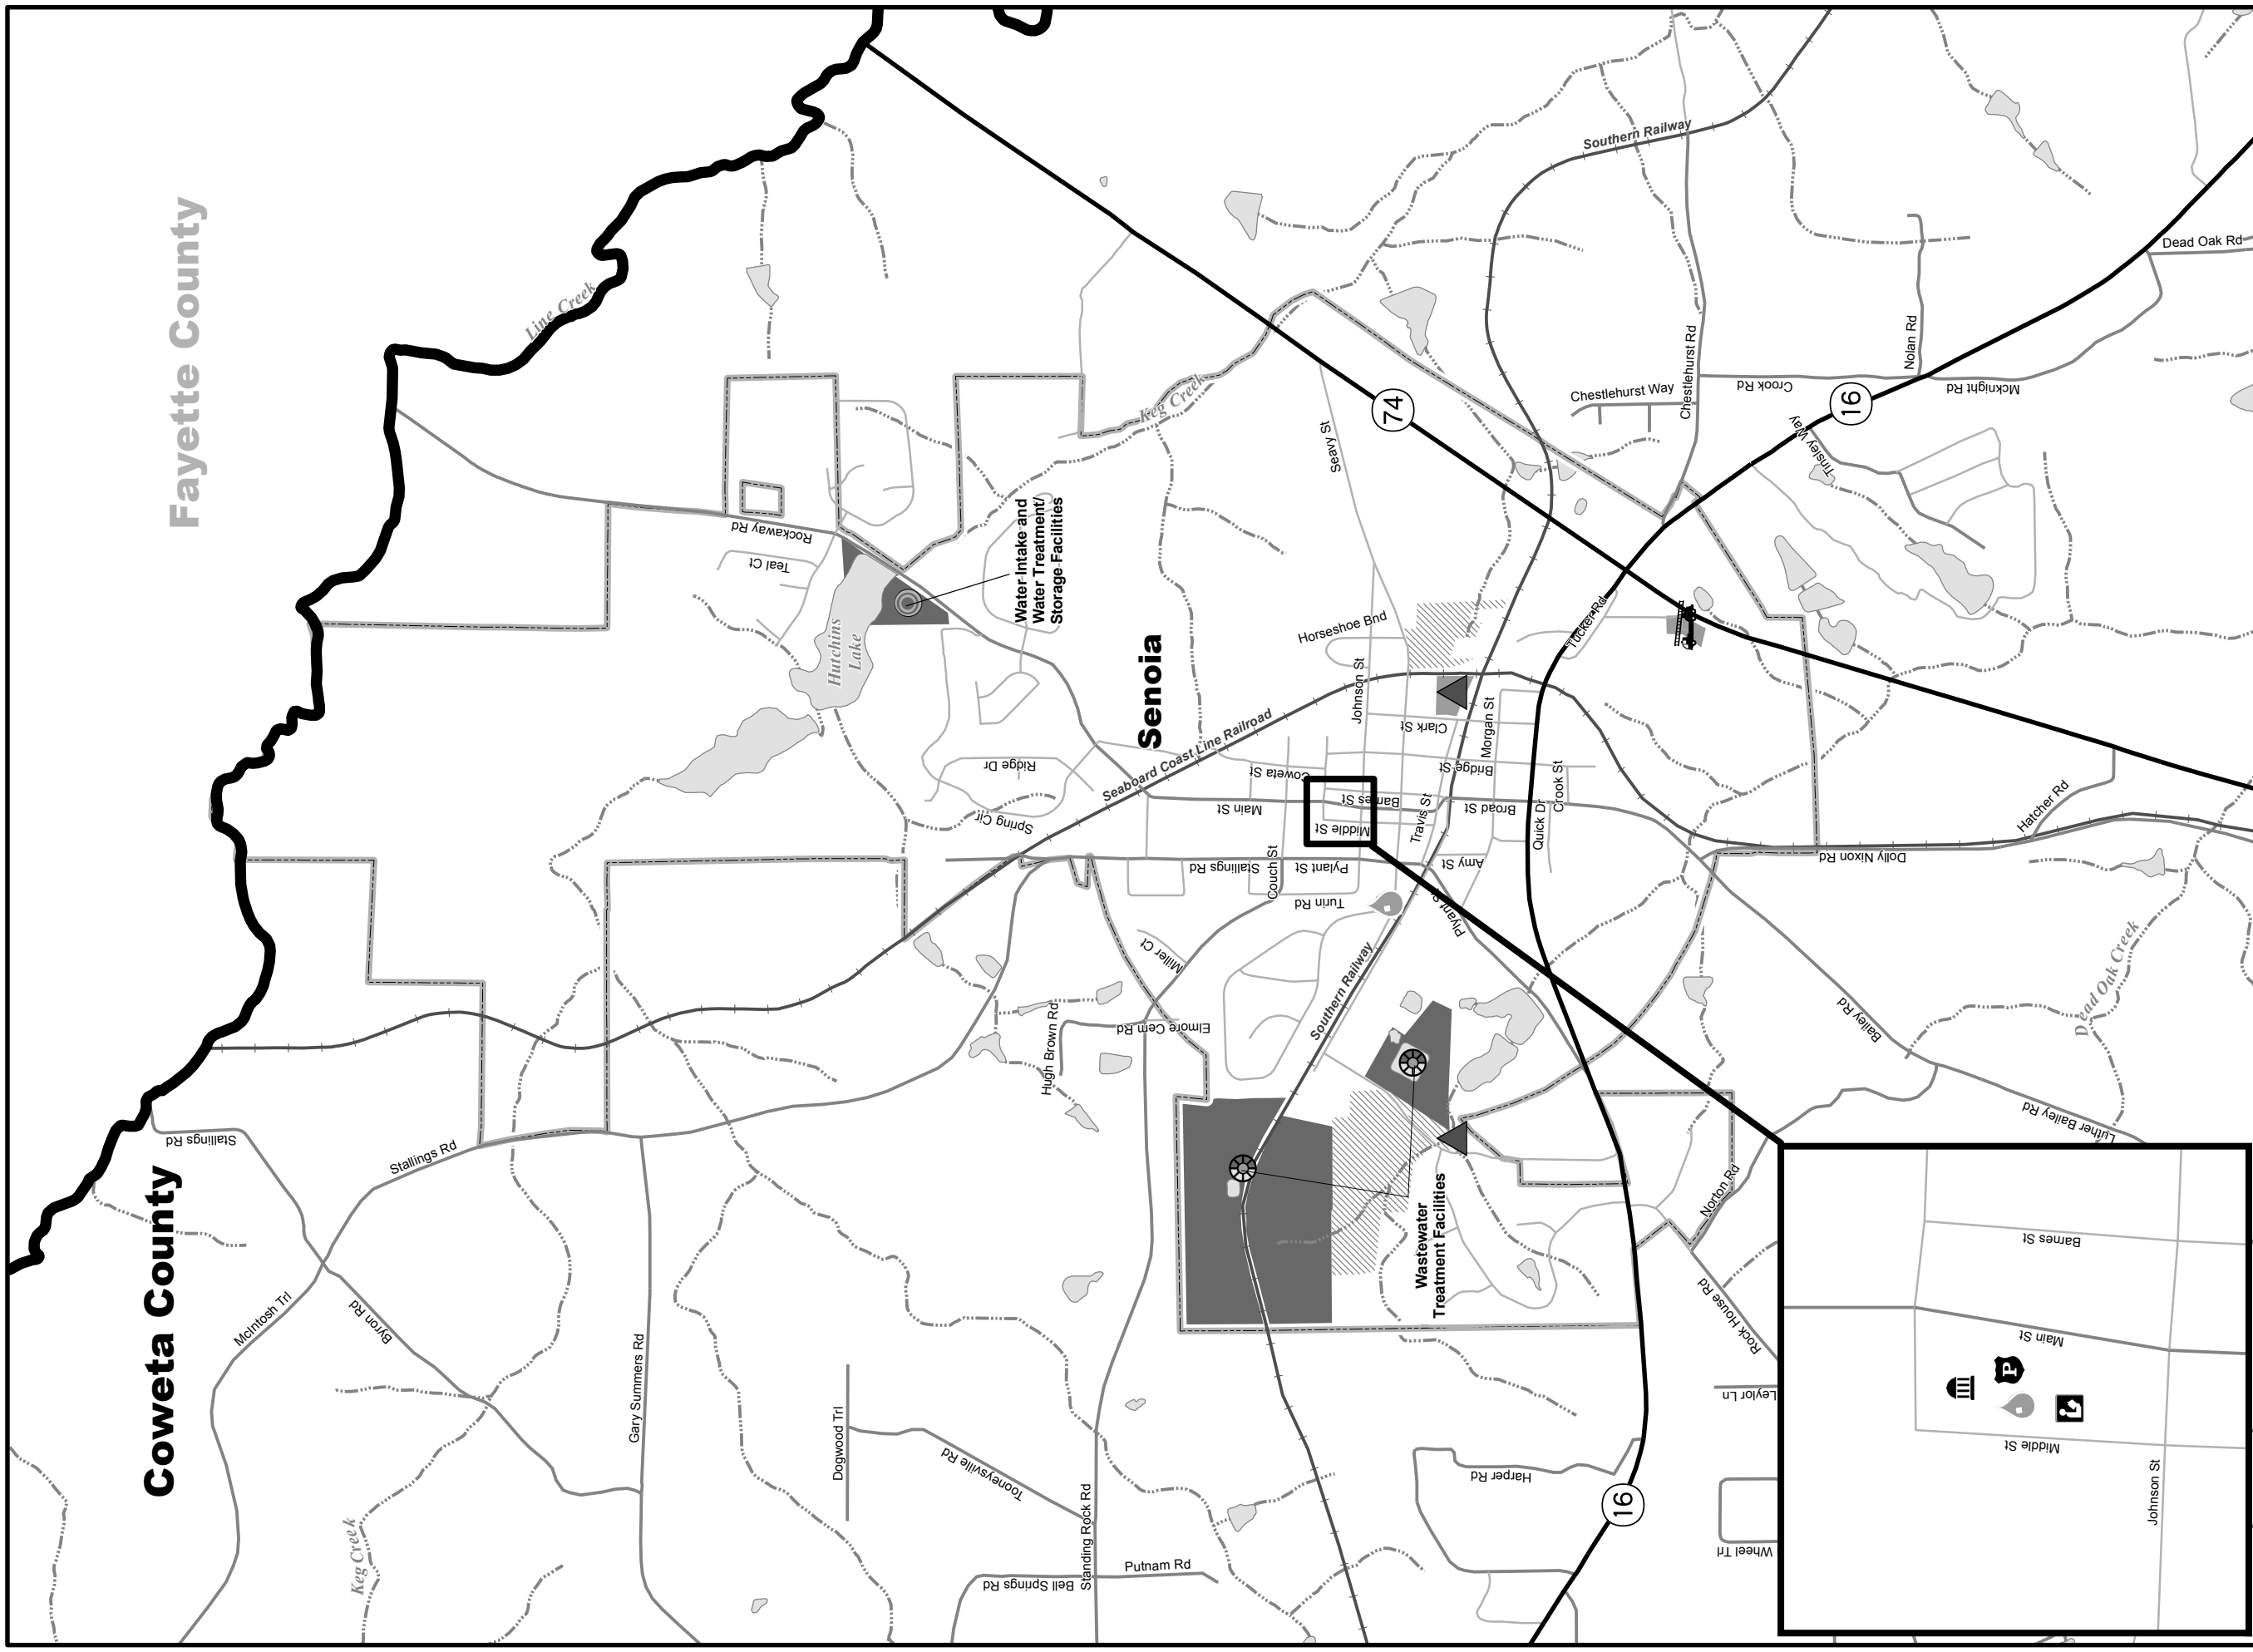 Fayette County
Coweta County
Senoia
Line Creek
Keg Creek
Keg Creek
Dead Oak Creek
Hutchins
Lake
Water Intake and
Water Treatment/
Storage Facilities
Wastewater
Treatment Facilities
Southern Railway
Southern Railway
Seaboard Coast Line Railroad
74
16
16
Rockaway Rd
Teal Ct
Seavy St
Chestlehurst Way
Chestlehurst Rd
Crook Rd
Nolan Rd
Mcknight Rd
Dead Oak Rd
Tinsley Way
Tucker Rd
Horseshoe Bnd
Johnson St
Clark St
Morgan St
Bridge St
Coweta St
Main St
Barnes St
Broad St
Crook St
Quick Dr
Middle St
Travis St
Amy St
Ridge Dr
Spring Cir
Stallings Rd
Couch St
Pylant St
Turin Rd
Plyant St
Miller Ct
Elmore Cem Rd
Hugh Brown Rd
Dolly Nixon Rd
Hatcher Rd
Bailey Rd
Luther Bailey Rd
Norton Rd
Rock House Rd
Leylor Ln
Wheel Trl
Harper Rd
Stallings Rd
Stallings Rd
McIntosh Trl
Byron Rd
Gary Summers Rd
Dogwood Trl
Tooneysville Rd
Standing Rock Rd
Bell Springs Rd
Putnam Rd
Barnes St
Main St
Middle St
Johnson St
P